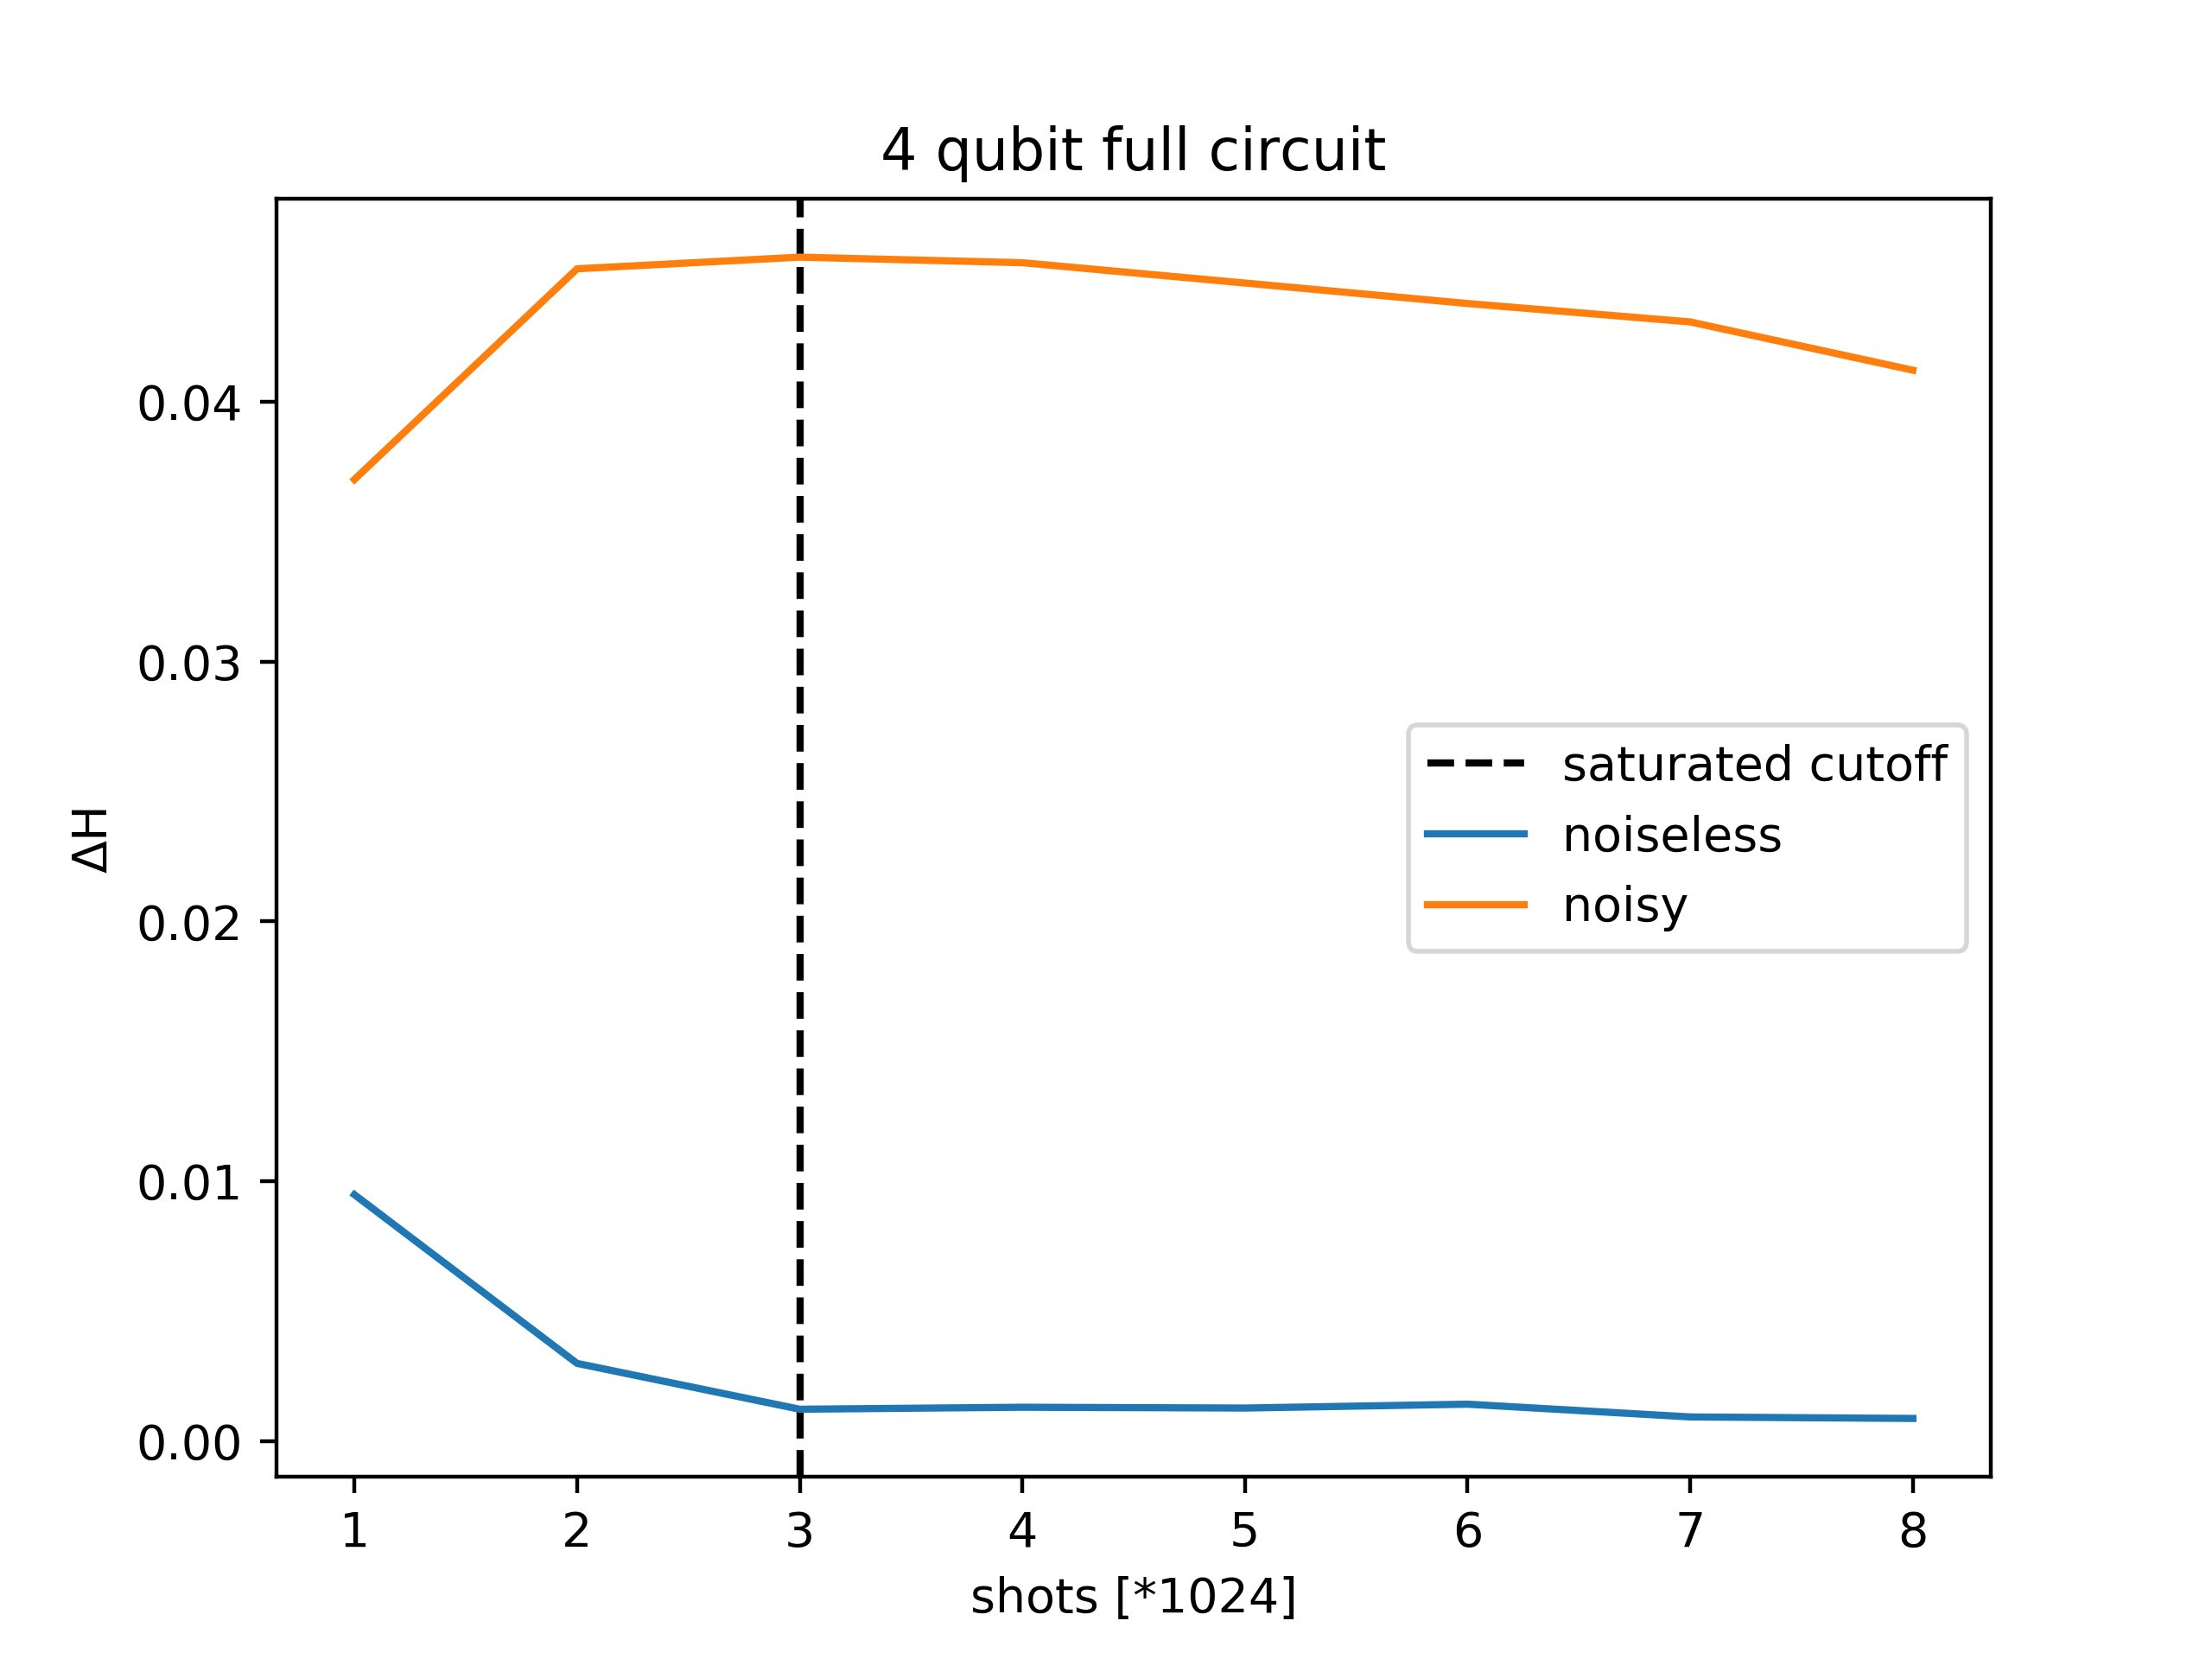 4 qubit full circuit
0.04
0.03
0.02
0.01
0.00
ΔH
saturated cutoff
noiseless
noisy
1 2 3 4 5 6 7 8
shots [*1024]